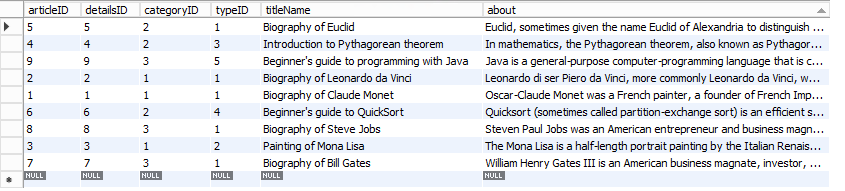 articleID detailsID categoryID typeID titleName about
5 5 2 1 Biography of Euclid Euclid, sometimes given the name Euclid of Alexandria to distinguish ...
4 4 2 3 Introduction to Pythagorean theorem In mathematics, the Pythagorean theorem, also known as Pythagor...
9 9 3 5 Beginner's guide to programming with Java Java is a general-purpose computer-programming language that is c...
2 2 1 1 Biography of Leonardo da Vinci Leonardo di ser Piero da Vinci, more commonly Leonardo da Vinci, w...
1 1 1 1 Biography of Claude Monet Oscar-Claude Monet was a French painter, a founder of French Imp...
6 6 2 4 Beginner's guide to QuickSort Quicksort (sometimes called partition-exchange sort) is an efficient s...
8 8 3 1 Biography of Steve Jobs Steven Paul Jobs was an American entrepreneur and business magn...
3 3 1 2 Painting of Mona Lisa The Mona Lisa is a half-length portrait painting by the Italian Renais...
7 7 3 1 Biography of Bill Gates William Henry Gates III is an American business magnate, investor, ...
NULL NULL NULL NULL NULL NULL